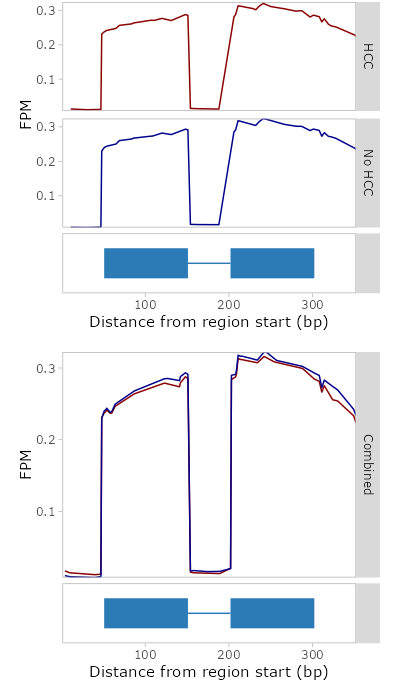 0.3
0.2
0.1
HCC
FPM
0.3
0.2
0.1
No HCC
100 200 300
Distance from region start (bp)
0.3
0.2
0.1
FPM
Combined
100 200 300
Distance from region start (bp)